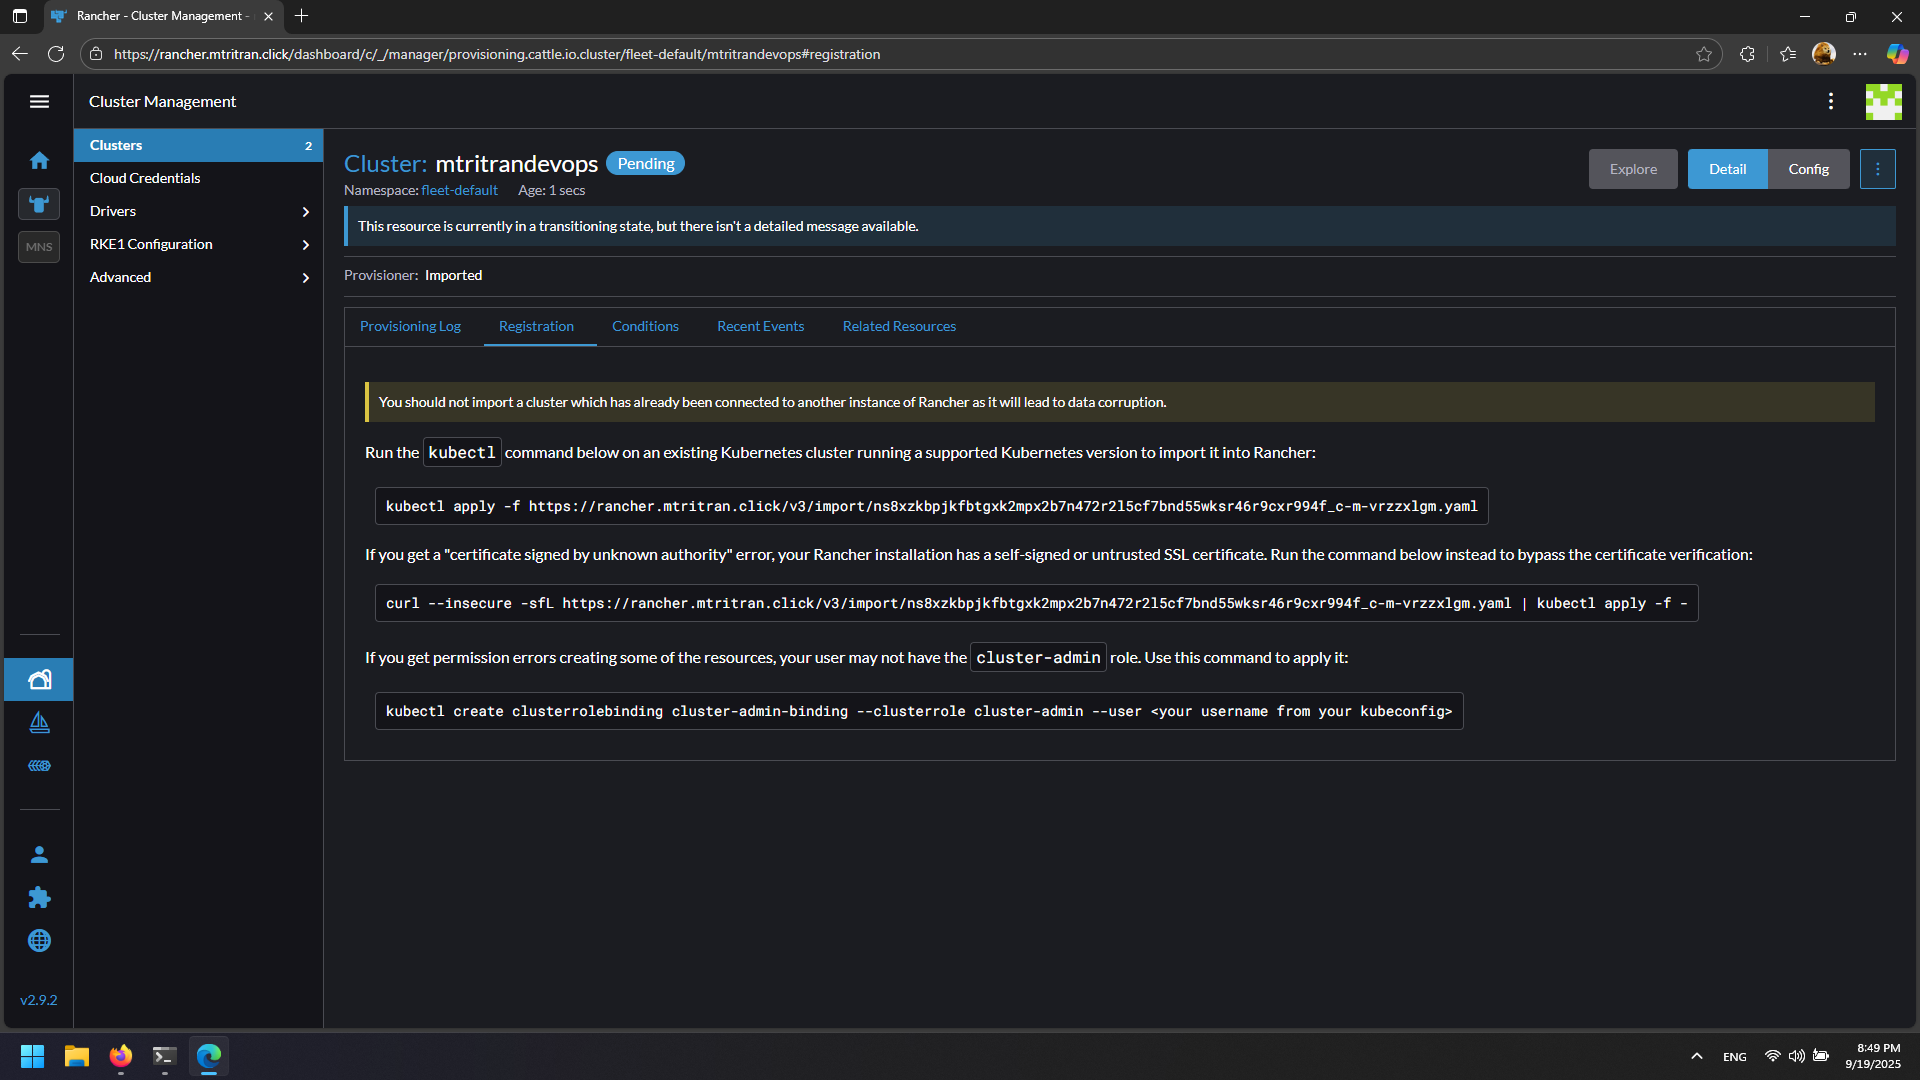 Rancher - Cluster Management -
https://rancher.mtritran.click/dashboard/c/_/manager/provisioning.cattle.io.cluster/fleet-default/mtritrandevops#registration
Cluster Management
MNS
v2.9.2
Clusters 2
Cloud Credentials
Drivers
RKE1 Configuration
Advanced
Cluster: mtritrandevops Pending
Explore Detail Config
Namespace: fleet-default Age: 1 secs
This resource is currently in a transitioning state, but there isn't a detailed message available.
Provisioner: Imported
Provisioning Log Registration Conditions Recent Events Related Resources
You should not import a cluster which has already been connected to another instance of Rancher as it will lead to data corruption.
Run the kubectl command below on an existing Kubernetes cluster running a supported Kubernetes version to import it into Rancher:
kubectl apply -f https://rancher.mtritran.click/v3/import/ns8xzkbpjkfbtgxk2mpx2b7n472r2l5cf7bnd55wksr46r9cxr994f_c-m-vrzzxlgm.yaml
If you get a "certificate signed by unknown authority" error, your Rancher installation has a self-signed or untrusted SSL certificate. Run the command below instead to bypass the certificate verification:
curl --insecure -sfL https://rancher.mtritran.click/v3/import/ns8xzkbpjkfbtgxk2mpx2b7n472r2l5cf7bnd55wksr46r9cxr994f_c-m-vrzzxlgm.yaml | kubectl apply -f -
If you get permission errors creating some of the resources, your user may not have the cluster-admin role. Use this command to apply it:
kubectl create clusterrolebinding cluster-admin-binding --clusterrole cluster-admin --user <your username from your kubeconfig>
ENG
8:49 PM
9/19/2025